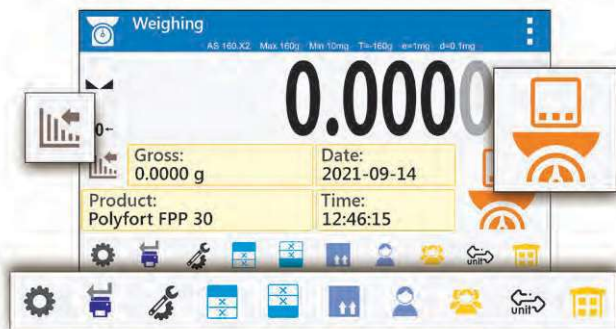 Weighing
AS 160.X2 Max 160g Min 10mg T=-160g e=1mg d=0.1mg
0.0000
0←
Gross:
0.0000 g
Date:
2021-09-14
Product:
Polyfort FPP 30
Time:
12:46:15
unit
unit